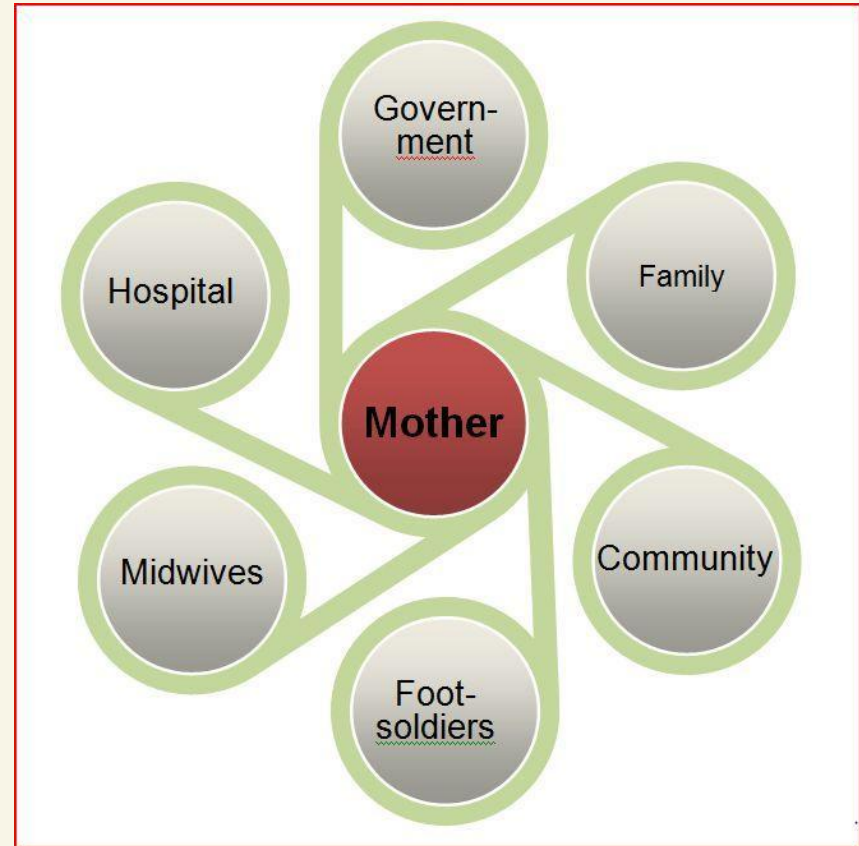 Govern-
ment
Family
Hospital
Mother
Community
Midwives
Foot-
soldiers